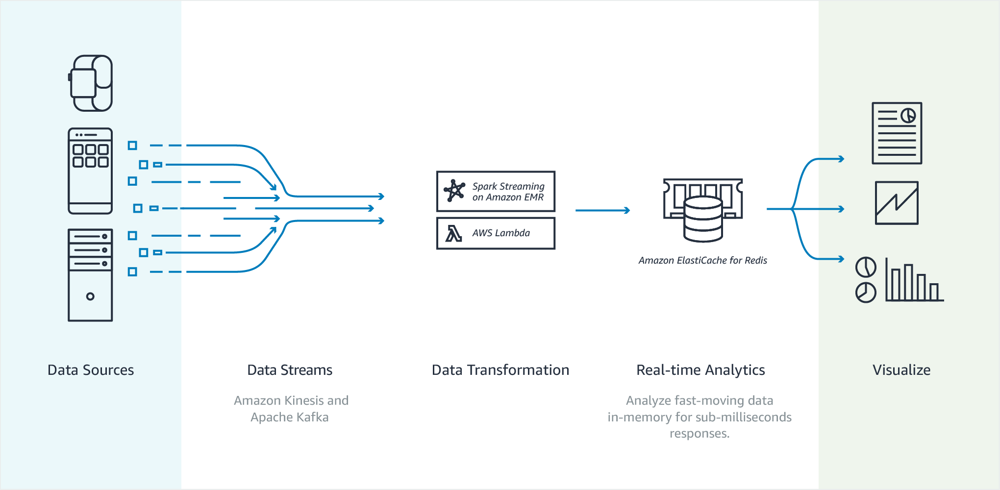 Spark Streaming
on Amazon EMR
AWS Lambda
Amazon ElastiCache for Redis
Data Sources
Data Streams
Amazon Kinesis and
Apache Kafka
Data Transformation
Real-time Analytics
Analyze fast-moving data
in-memory for sub-milliseconds
responses.
Visualize